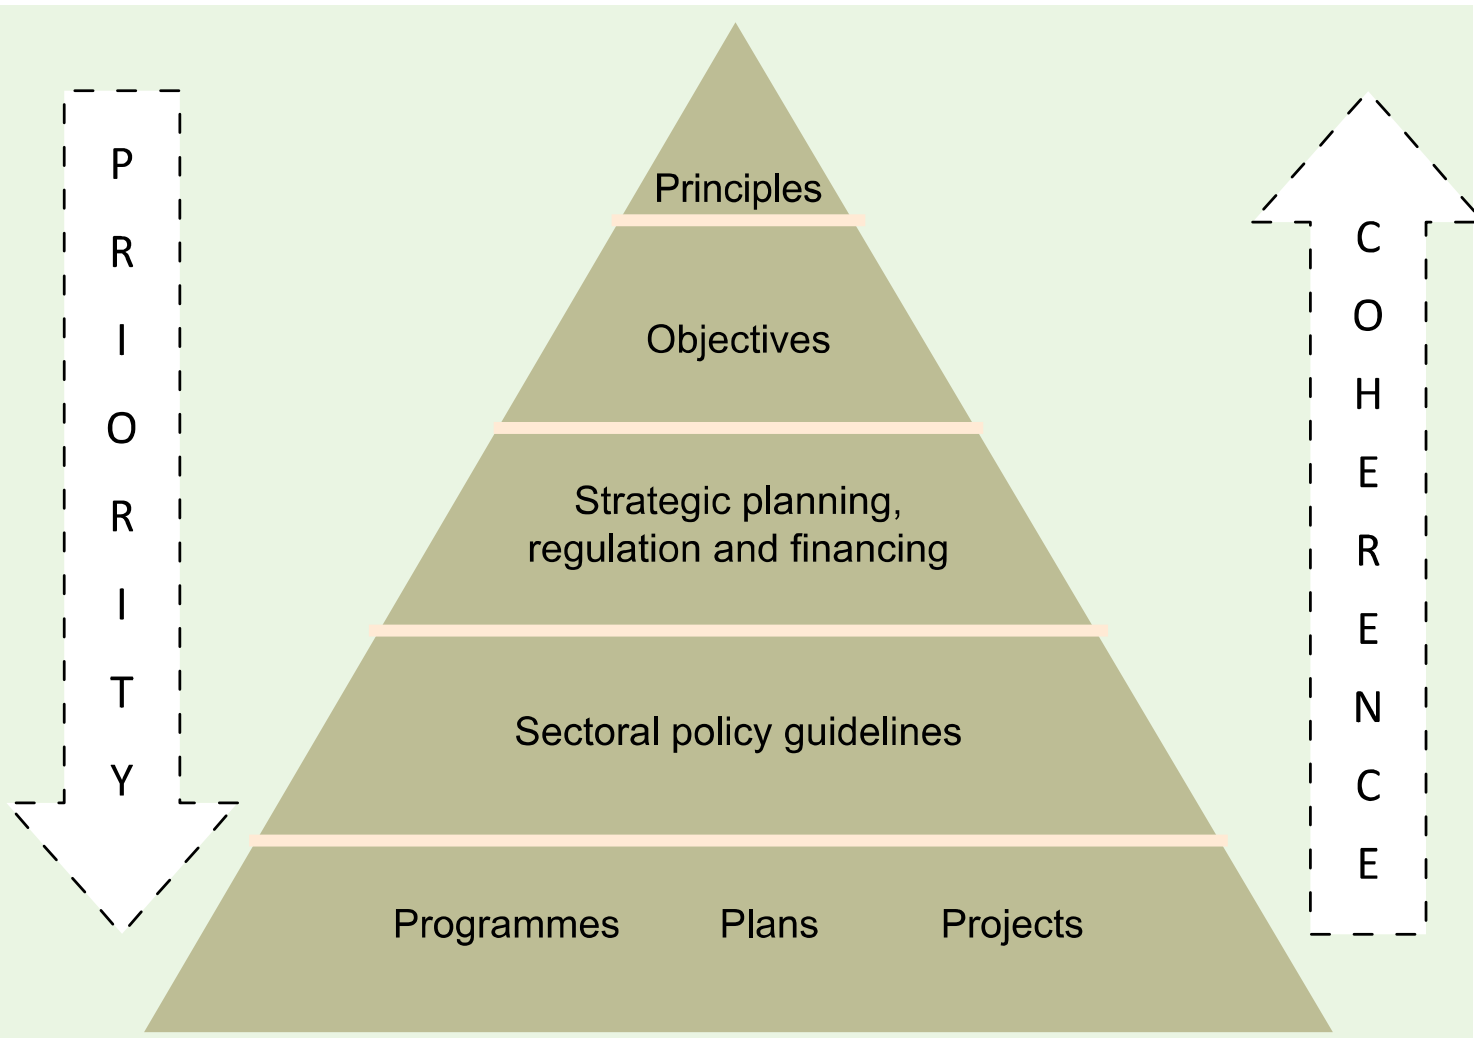 PRIORITY
Principles
Objectives
Strategic planning,
regulation and financing
Sectoral policy guidelines
Programmes Plans Projects
COHERENCE